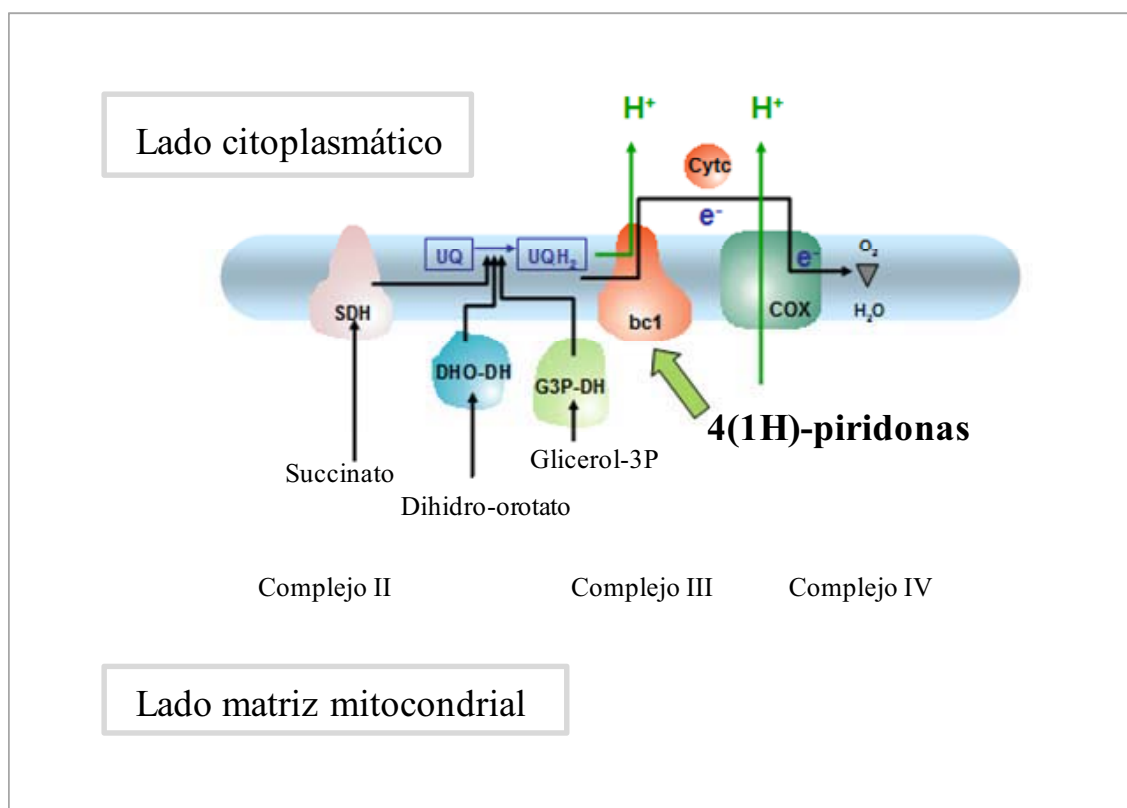 Lado citoplasmático
H+ H+
Cytc
e-
UQ UQH2 e- O2
SDH bc1 COX H2O
DHO-DH G3P-DH
4(1H)-piridonas
Succinato Glicerol-3P
Dihidro-orotato
Complejo II Complejo III Complejo IV
Lado matriz mitocondrial